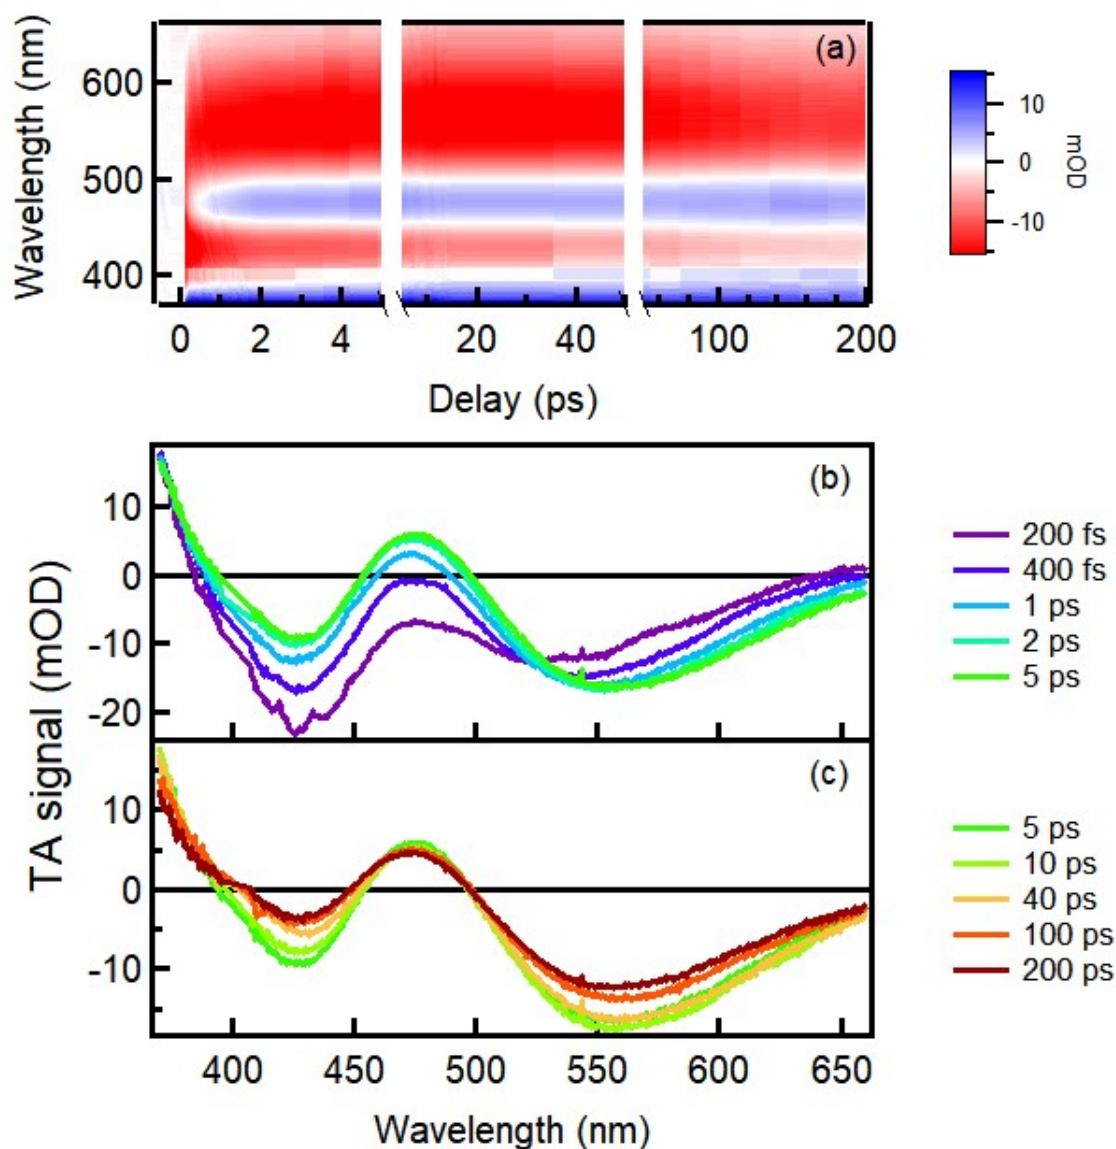 (a)
Wavelength (nm)
600
500
400
0 2 4 20 40 100 200
Delay (ps)
10
0
-10
mOD
(b)
10
0
-10
-20
200 fs
400 fs
1 ps
2 ps
5 ps
TA signal (mOD)
(c)
10
0
-10
5 ps
10 ps
40 ps
100 ps
200 ps
400 450 500 550 600 650
Wavelength (nm)